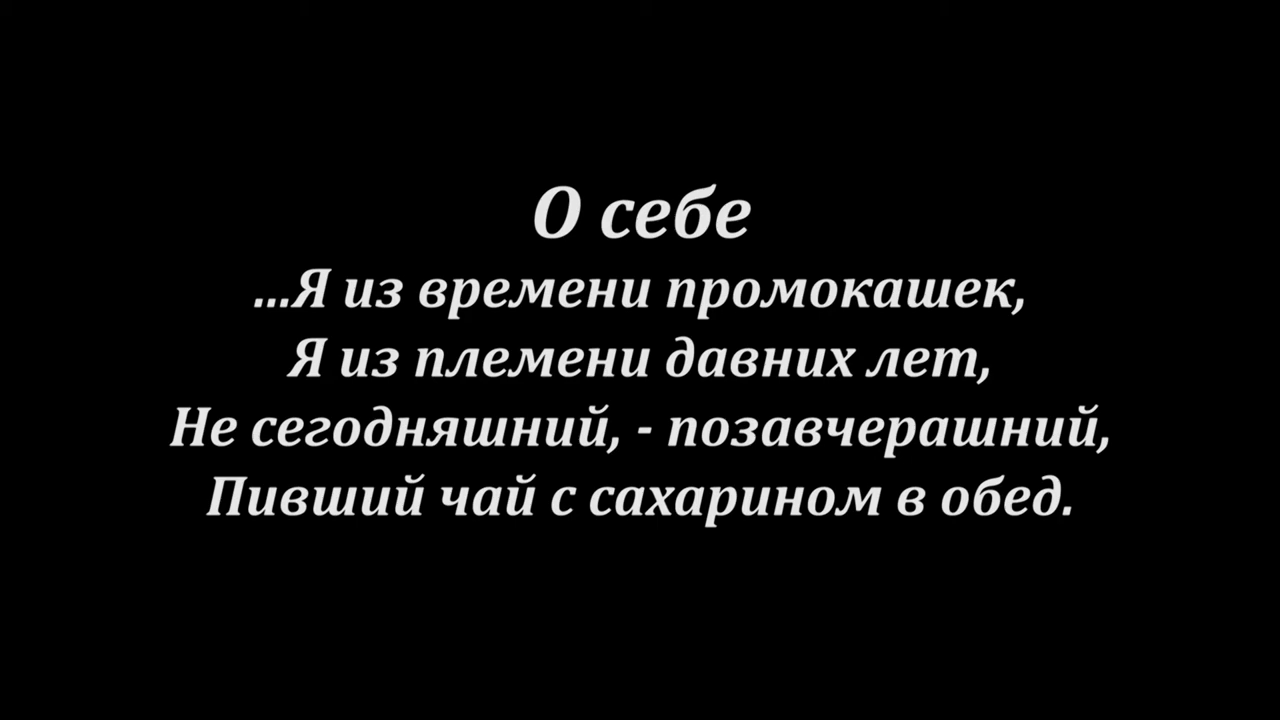 О себе
...Я из времени промокашек,
Я из племени давних лет,
Не сегодняшний, - позавчерашний,
Пивший чай с сахарином в обед.